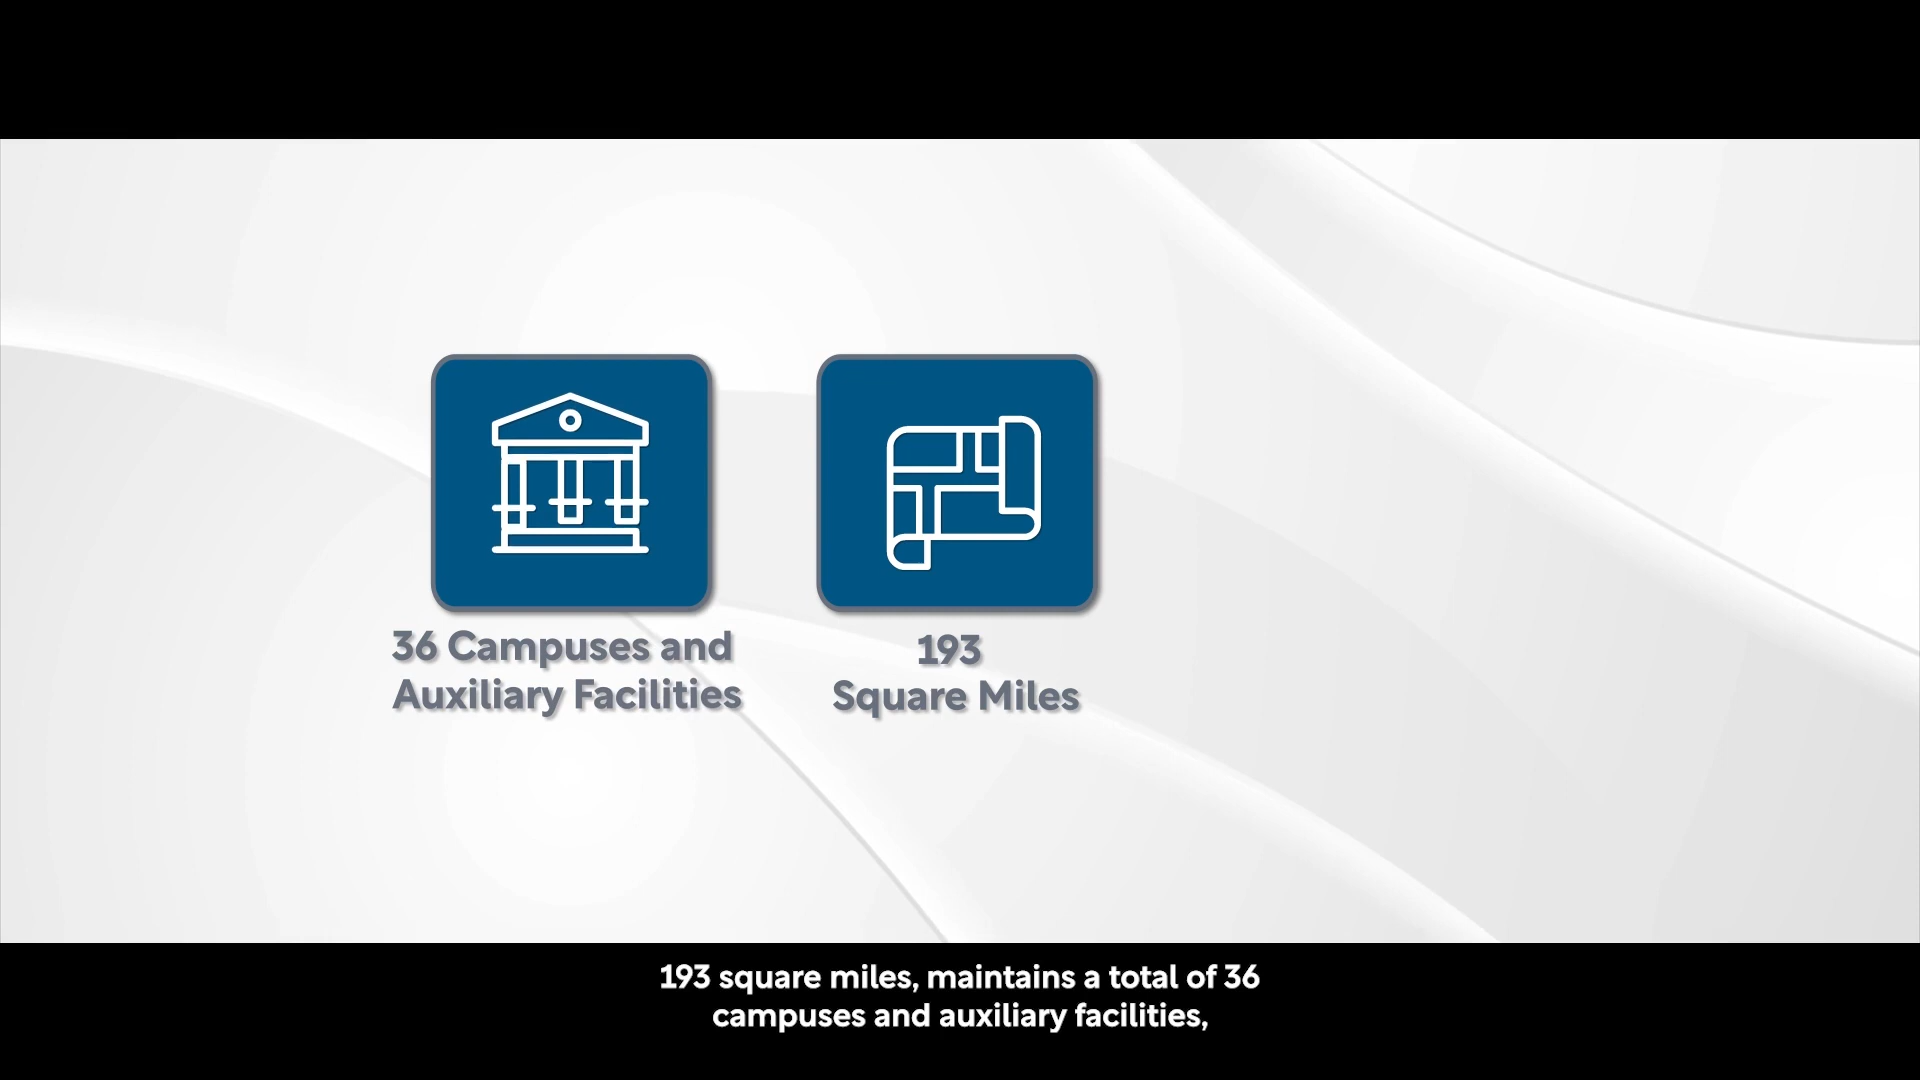 36 Campuses and
Auxiliary Facilities
193
Square Miles
193 square miles, maintains a total of 36
campuses and auxiliary facilities,